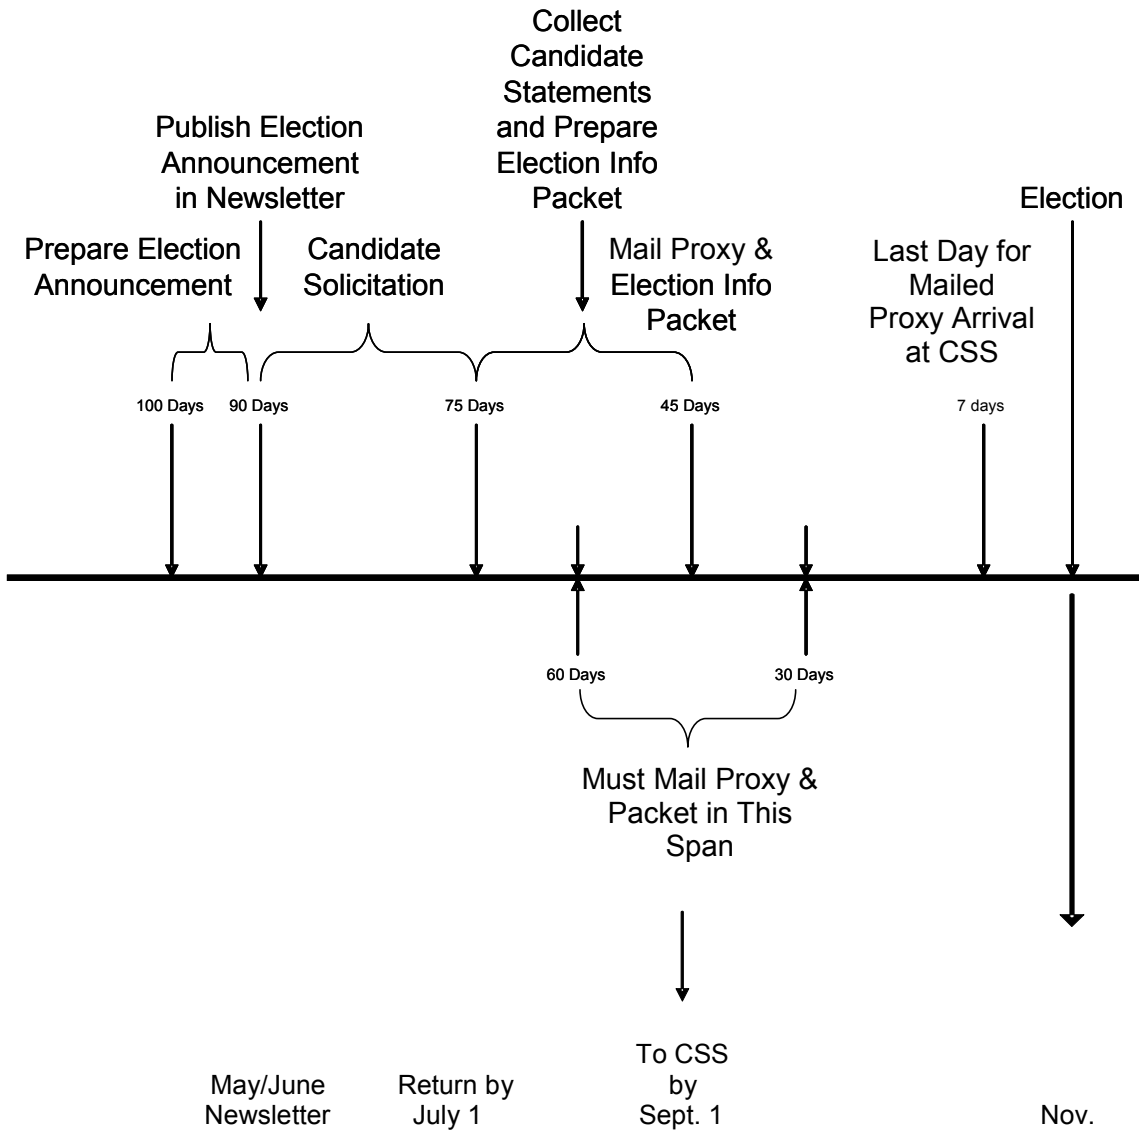 Collect
Candidate
Statements
and Prepare
Election Info
Packet
Publish Election
Announcement
in Newsletter
Election
Prepare Election
Announcement
Candidate
Solicitation
Mail Proxy &
Election Info
Packet
Last Day for
Mailed
Proxy Arrival
at CSS
100 Days
90 Days
75 Days
45 Days
7 days
60 Days
30 Days
Must Mail Proxy &
Packet in This
Span
May/June
Newsletter
Return by
July 1
To CSS
by
Sept. 1
Nov.